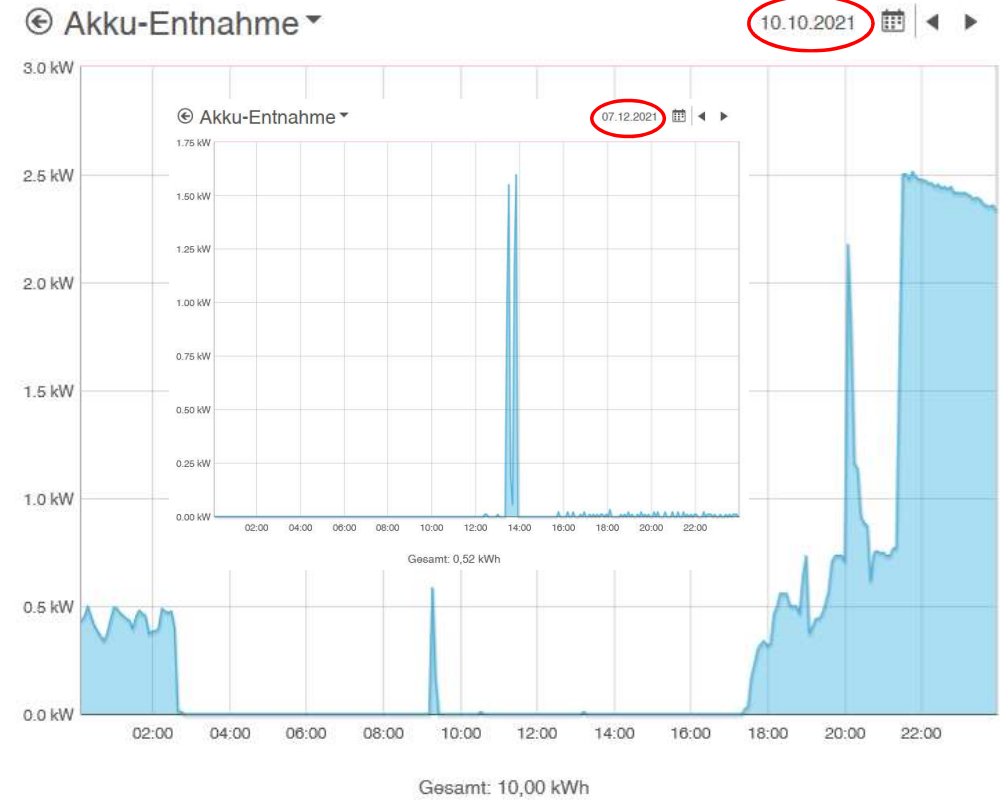 Akku-Entnahme
10.10.2021
3.0 kW
2.5 kW
2.0 kW
1.5 kW
1.0 kW
0.5 kW
0.0 kW
Akku-Entnahme
07.12.2021
1.75 kW
1.50 kW
1.25 kW
1.00 kW
0.75 kW
0.50 kW
0.25 kW
0.00 kW
02:00 04:00 06:00 08:00 10:00 12:00 14:00 16:00 18:00 20:00 22:00
Gesamt: 0,52 kWh
02:00 04:00 06:00 08:00 10:00 12:00 14:00 16:00 18:00 20:00 22:00
Gesamt: 10,00 kWh